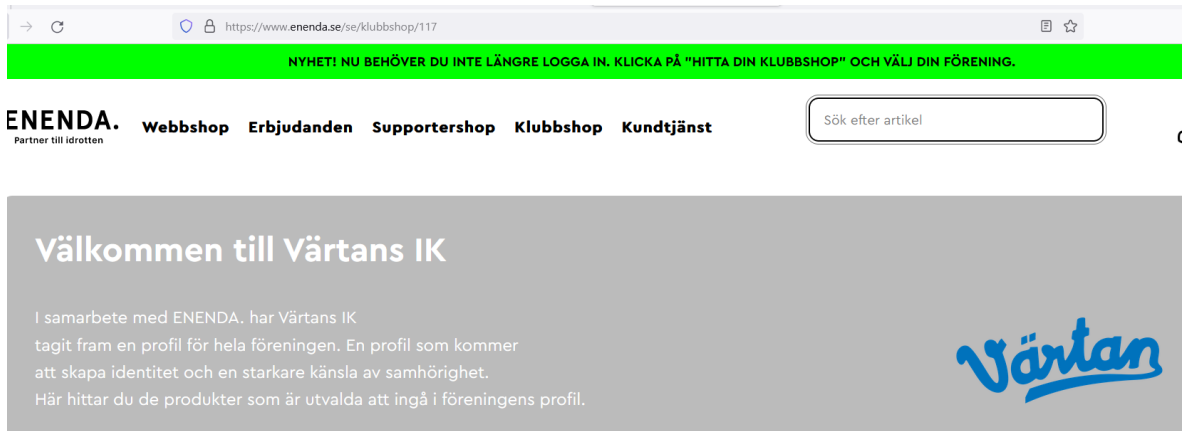 https://www.enenda.se/se/klubbshop/117
NYHET! NU BEHÖVER DU INTE LÄNGRE LOGGA IN. KLICKA PÅ "HITTA DIN KLUBBSHOP" OCH VÄLJ DIN FÖRENING.
ENENDA.
Partner till idrotten
Webbshop Erbjudanden Supportershop Klubbshop Kundtjänst
Sök efter artikel
Välkommen till Värtans IK
I samarbete med ENENDA. har Värtans IK
tagit fram en profil för hela föreningen. En profil som kommer
att skapa identitet och en starkare känsla av samhörighet.
Här hittar du de produkter som är utvalda att ingå i föreningens profil.
Värtan